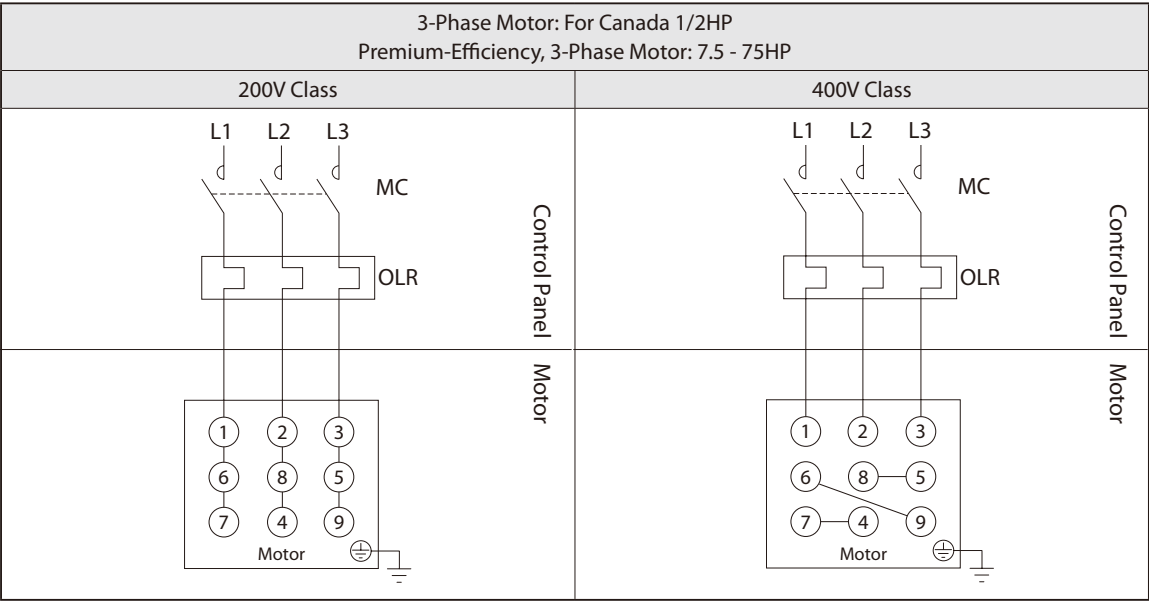 3-Phase Motor: For Canada 1/2HP
Premium-Efficiency, 3-Phase Motor: 7.5 - 75HP
200V Class
400V Class
L1 L2 L3
MC
OLR
Control Panel
Motor
1 2 3
6 8 5
7 4 9
Motor
L1 L2 L3
MC
OLR
Control Panel
Motor
1 2 3
6 8 5
7 4 9
Motor